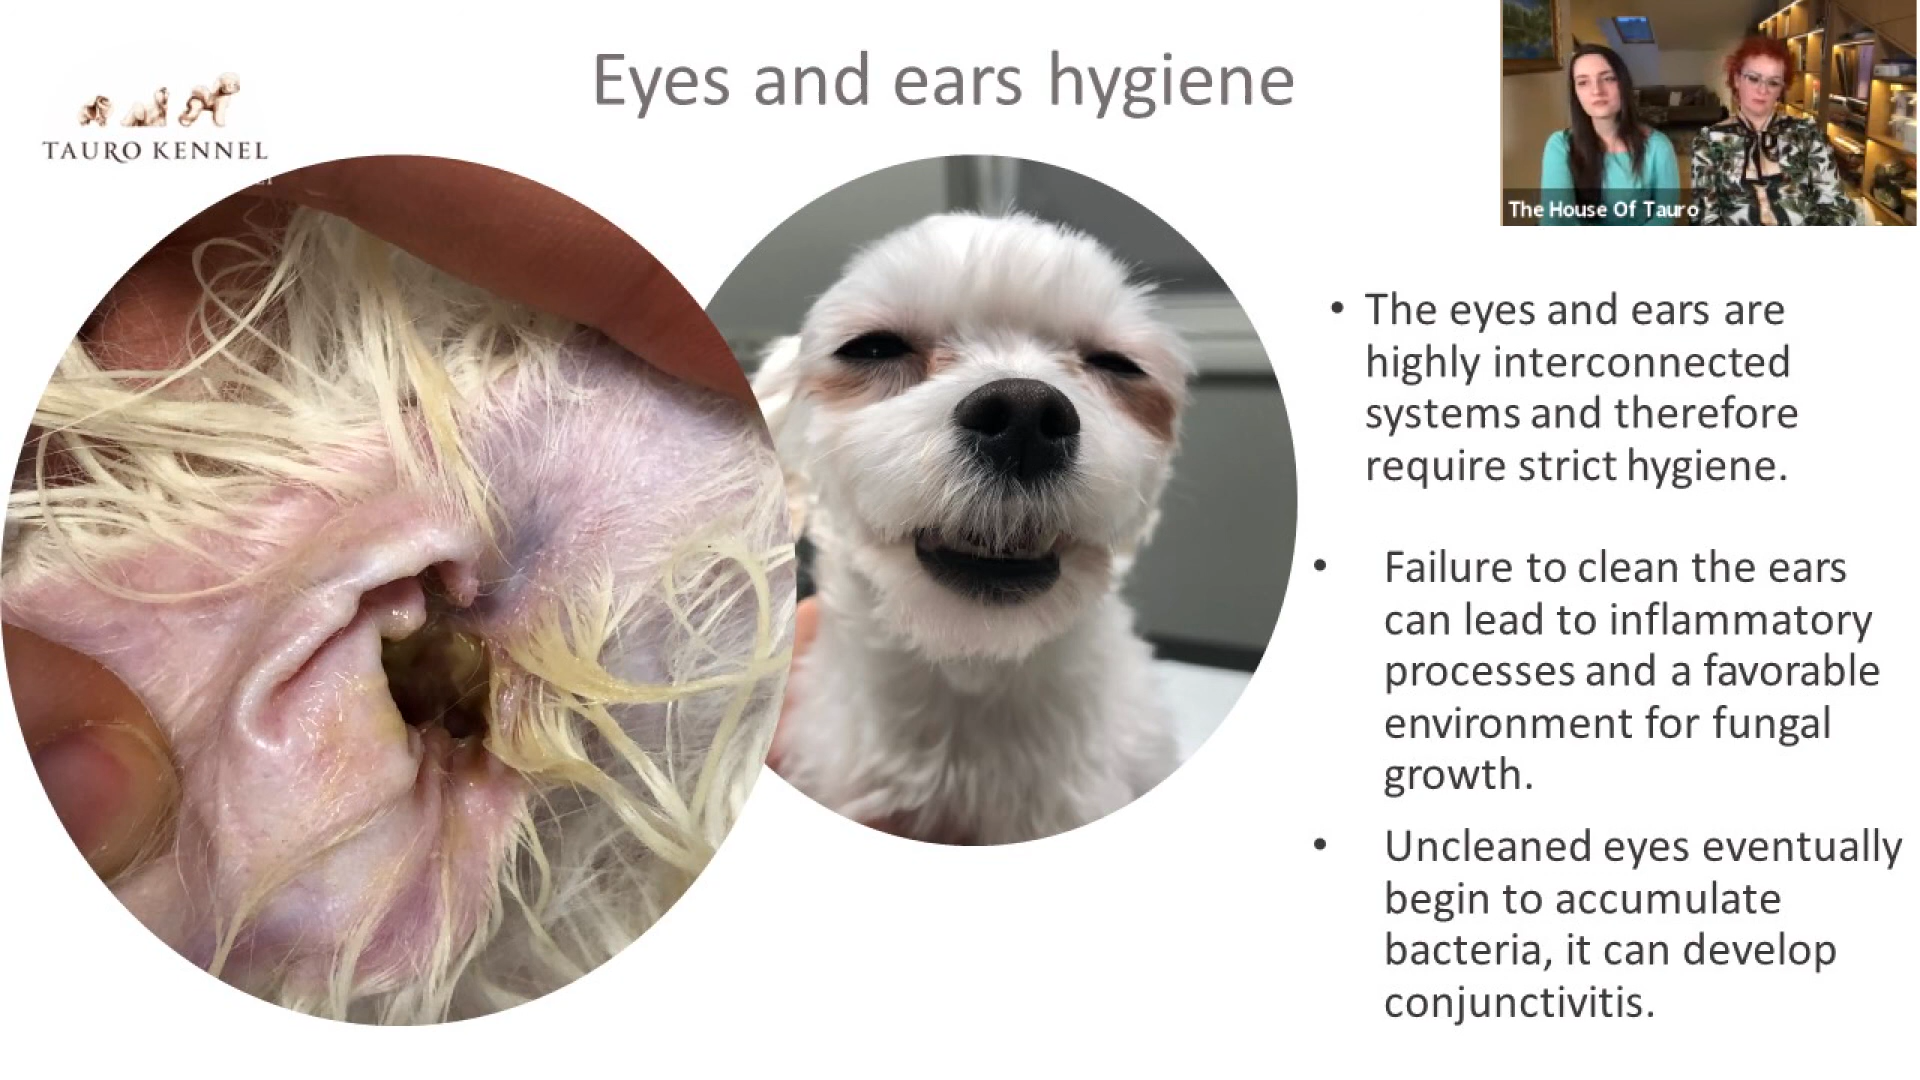 Eyes and ears hygiene
TAURO KENNEL
The House Of Tauro
• The eyes and ears are
highly interconnected
systems and therefore
require strict hygiene.
• Failure to clean the ears
can lead to inflammatory
processes and a favorable
environment for fungal
growth.
• Uncleaned eyes eventually
begin to accumulate
bacteria, it can develop
conjunctivitis.